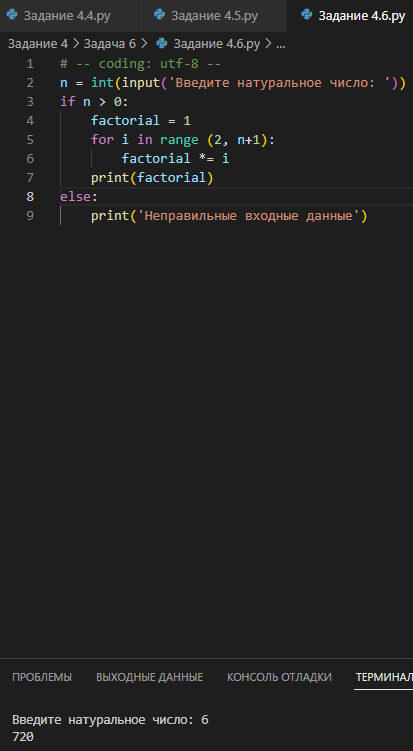 Задание 4.4.py Задание 4.5.py Задание 4.6.py
Задание 4 > Задача 6 > Задание 4.6.py > ...
1 # -- coding: utf-8 --
2 n = int(input('Введите натуральное число: '))
3 if n > 0:
4 factorial = 1
5 for i in range (2, n+1):
6 factorial *= i
7 print(factorial)
8 else:
9 print('Неправильные входные данные')
ПРОБЛЕМЫ ВЫХОДНЫЕ ДАННЫЕ КОНСОЛЬ ОТЛАДКИ ТЕРМИНАЛ
Введите натуральное число: 6
720